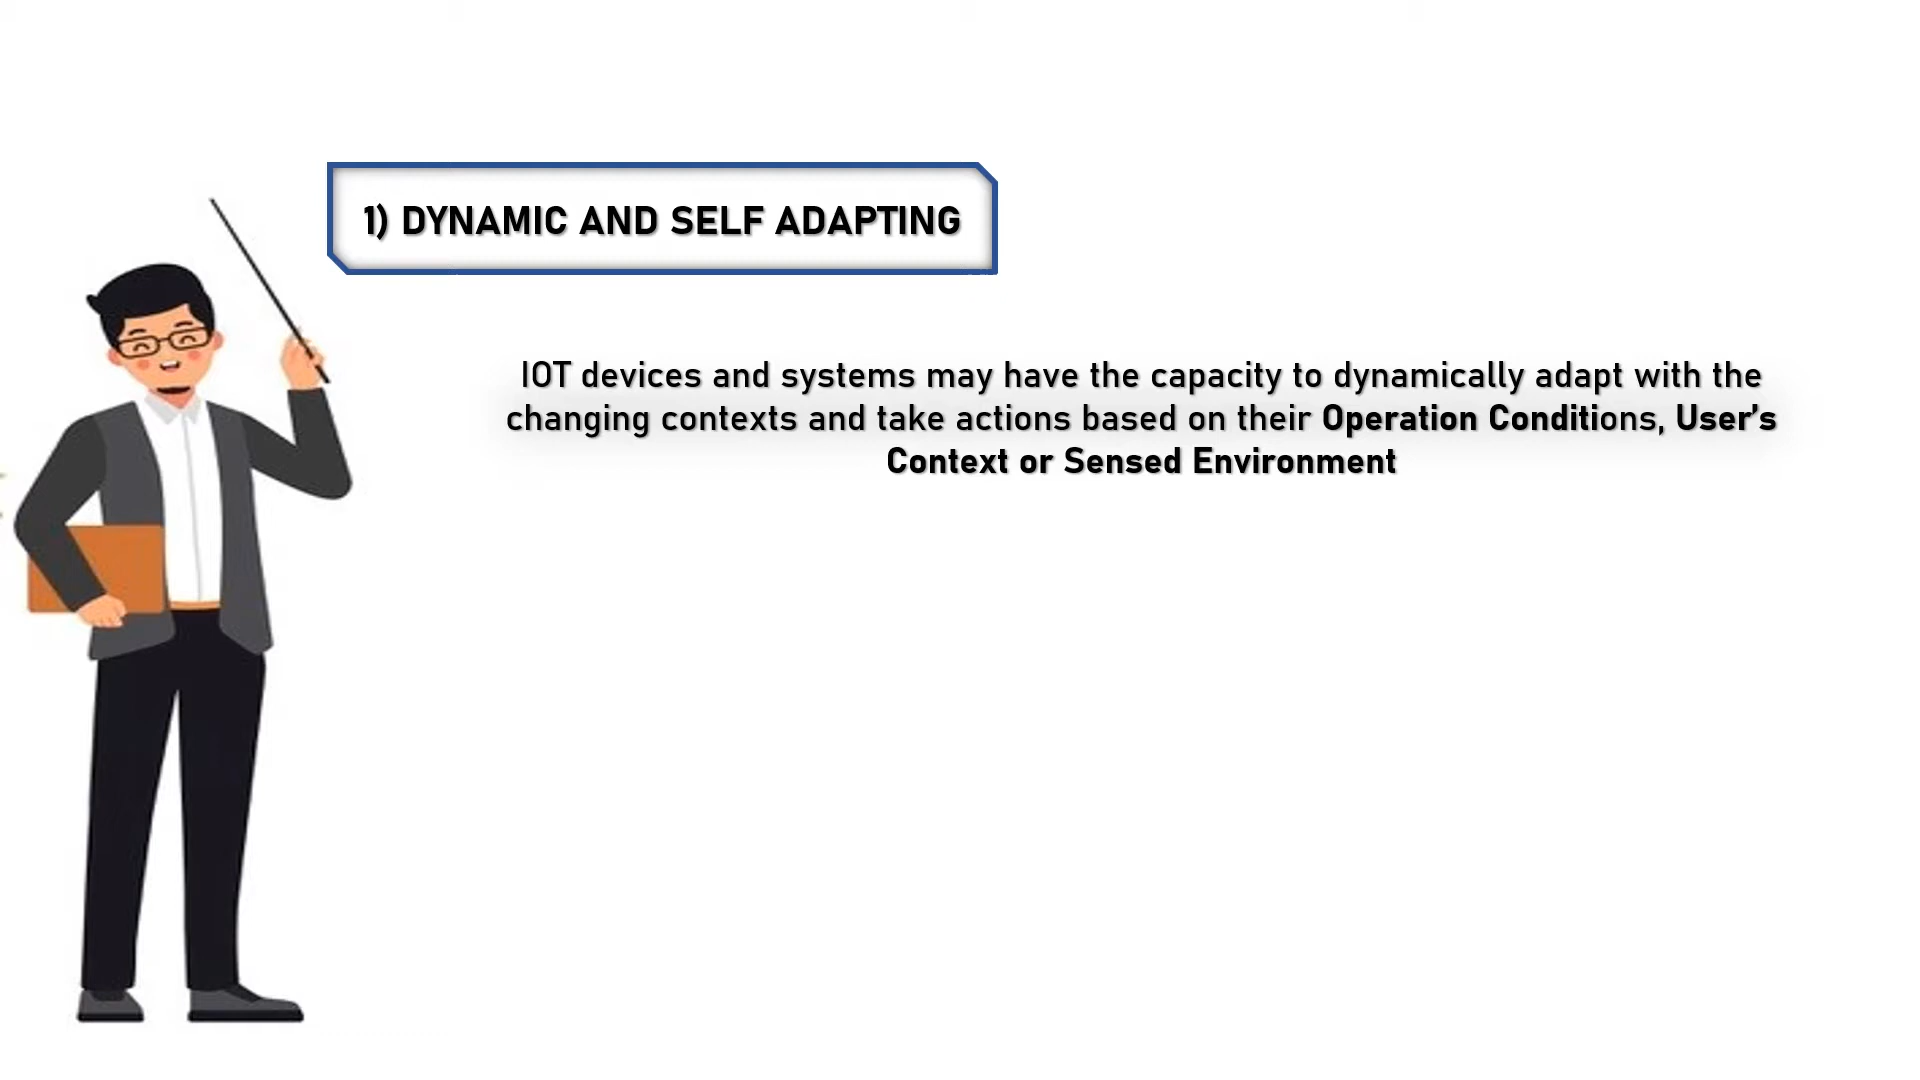 1) DYNAMIC AND SELF ADAPTING
IOT devices and systems may have the capacity to dynamically adapt with the
changing contexts and take actions based on their Operation Conditions, User’s
Context or Sensed Environment